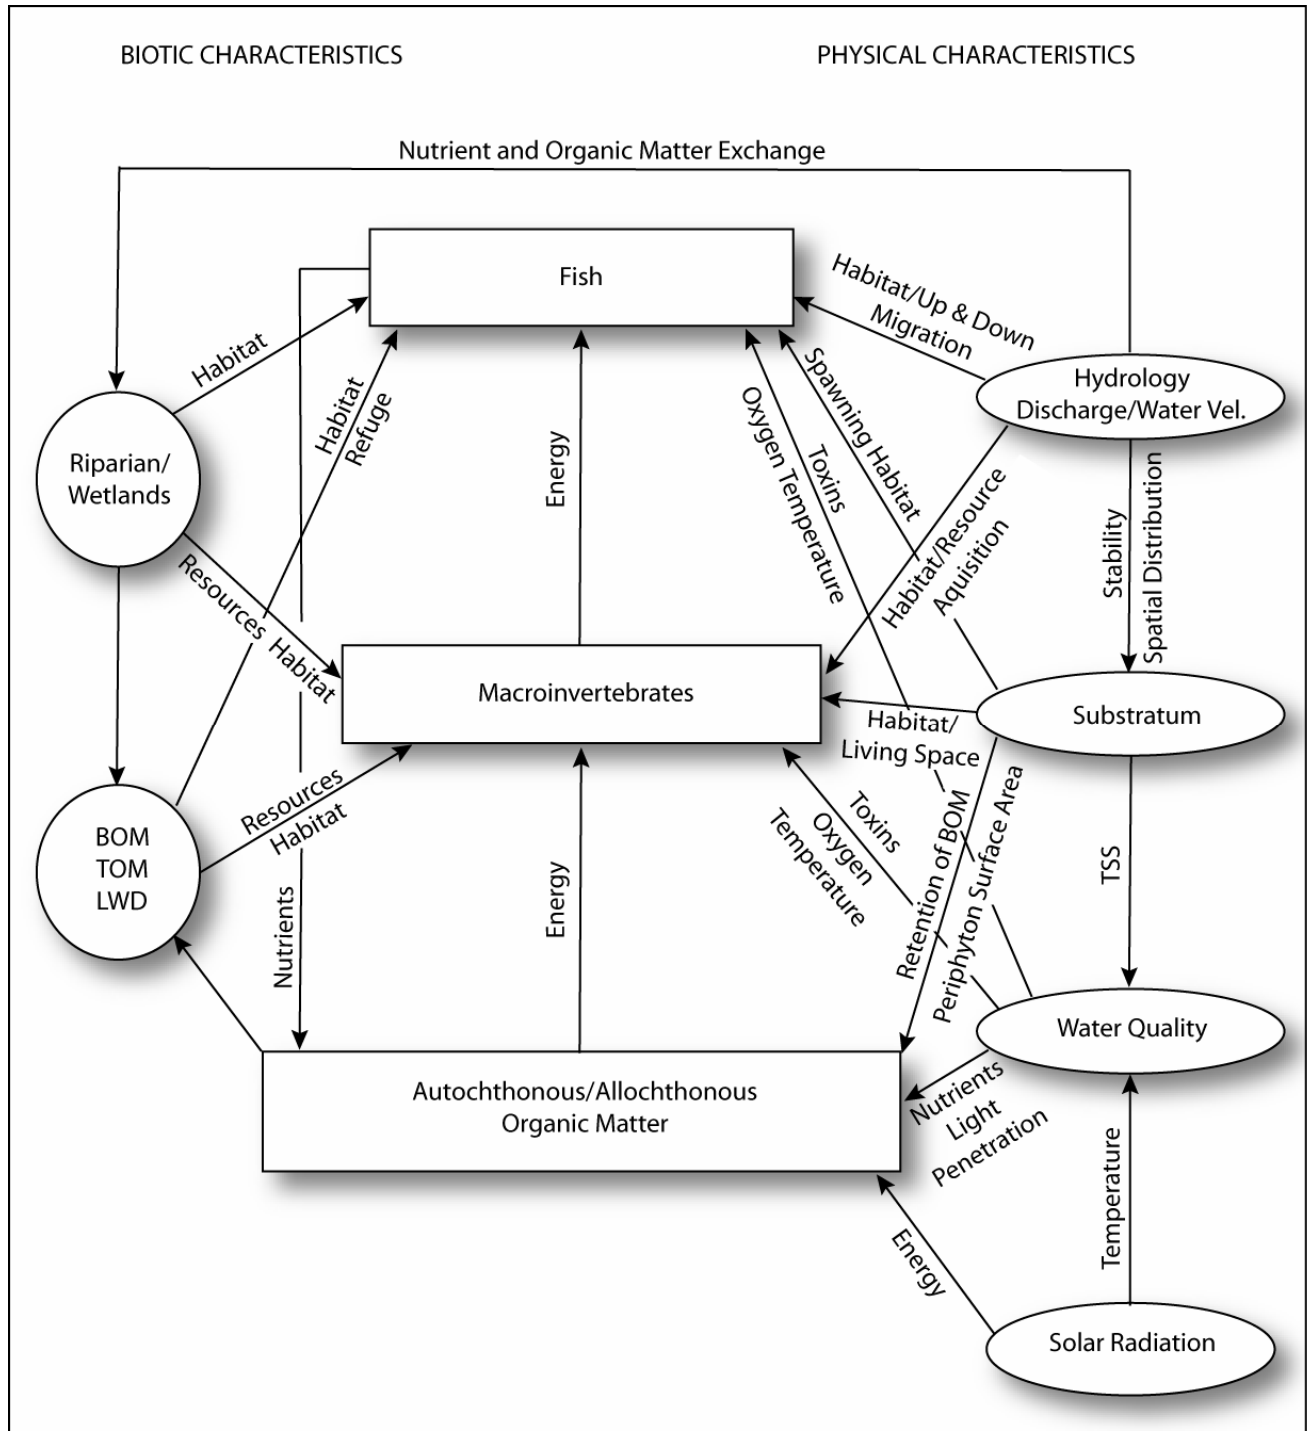 BIOTIC CHARACTERISTICS
PHYSICAL CHARACTERISTICS
Nutrient and Organic Matter Exchange
Fish
Habitat/Up & Down
Migration
Habitat
Hydrology
Discharge/Water Vel.
Habitat
Refuge
Energy
Spawning Habitat
Toxins
Oxygen Temperature
Riparian/
Wetlands
Habitat/Resource
Aquisition
Stability
Spatial Distribution
Resources
Habitat
Macroinvertebrates
Substratum
Habitat/
Living Space
Resources
Habitat
BOM
TOM
LWD
Nutrients
Energy
Toxins
Oxygen
Temperature
Retention of BOM
Periphyton Surface Area
TSS
Water Quality
Autochthonous/Allochthonous
Organic Matter
Nutrients
Light
Penetration
Energy
Temperature
Solar Radiation